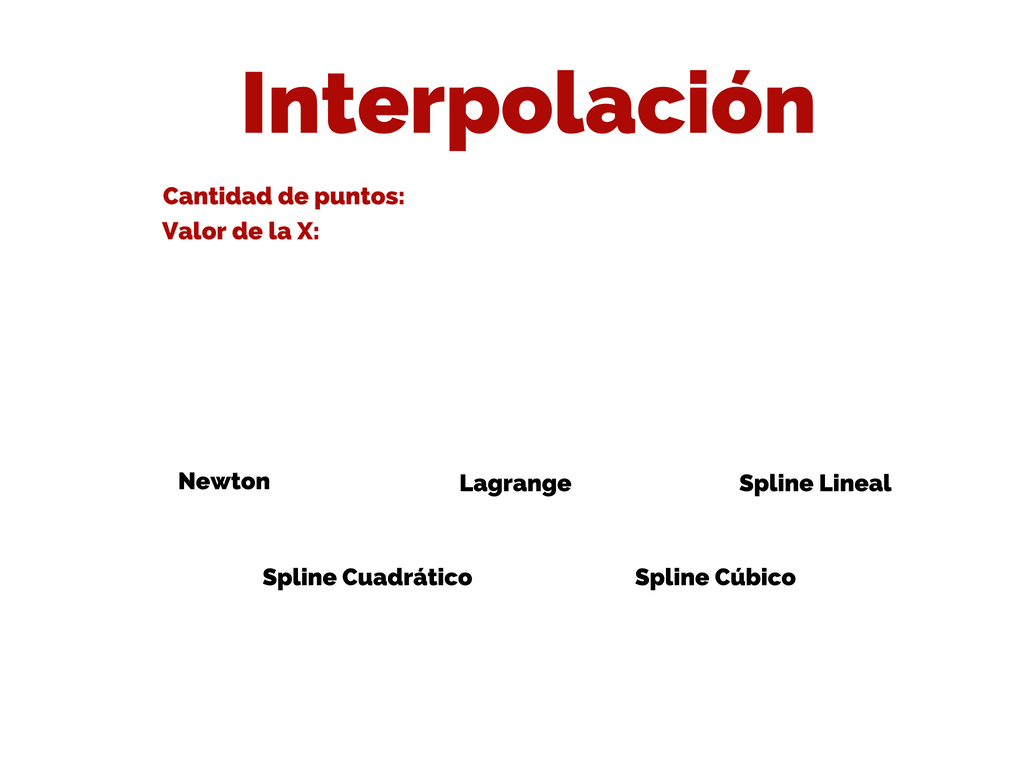 Interpolación
Cantidad de puntos:
Valor de la X:
Newton
Lagrange
Spline Lineal
Spline Cuadrático
Spline Cúbico